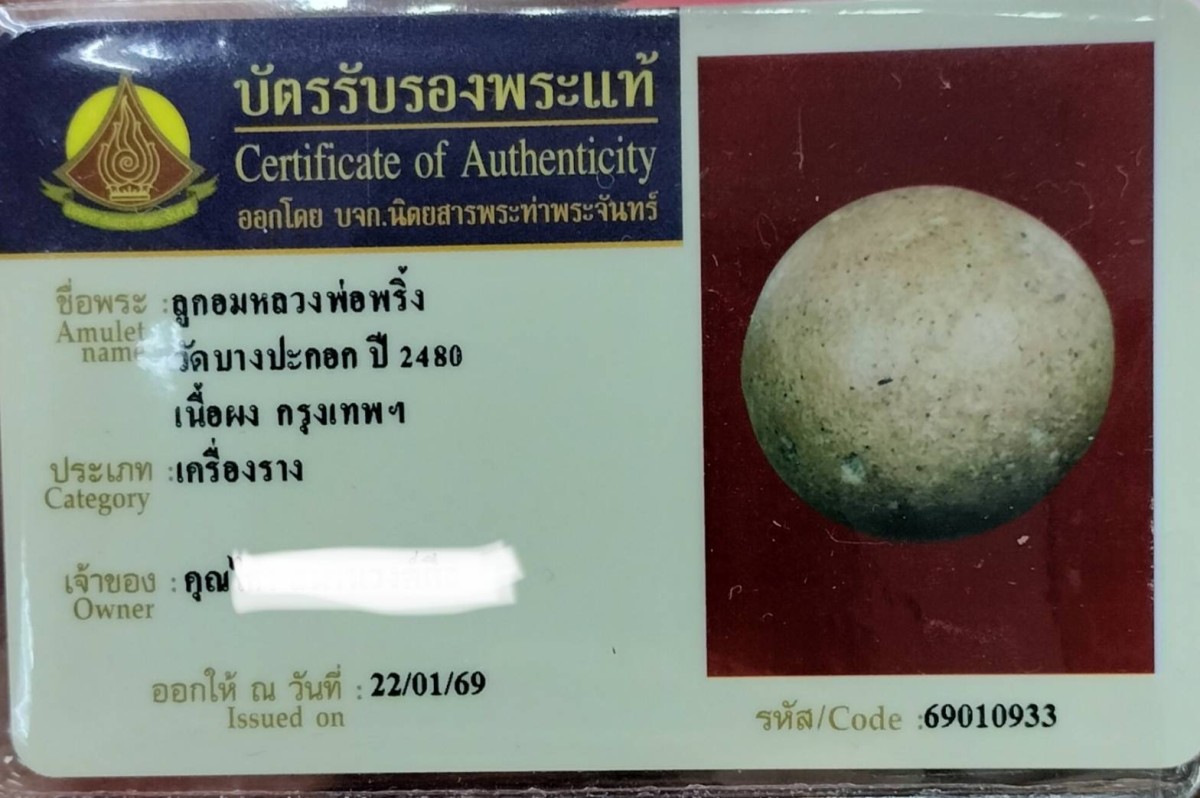 บัตรรับรองพระแท้
Certificate of Authenticity
ออกโดย บจก.นิตยสารพระท่าพระจันทร์
ชื่อพระ :ลูกอมหลวงพ่อพริ้ง
Amulet name
วัดบางปะกอก ปี 2480
เนื้อผง กรุงเทพฯ
ประเภท :เครื่องราง
Category
เจ้าของ : คุณ
Owner
ออกให้ ณ วันที่ : 22/01/69
Issued on
รหัส/Code :69010933